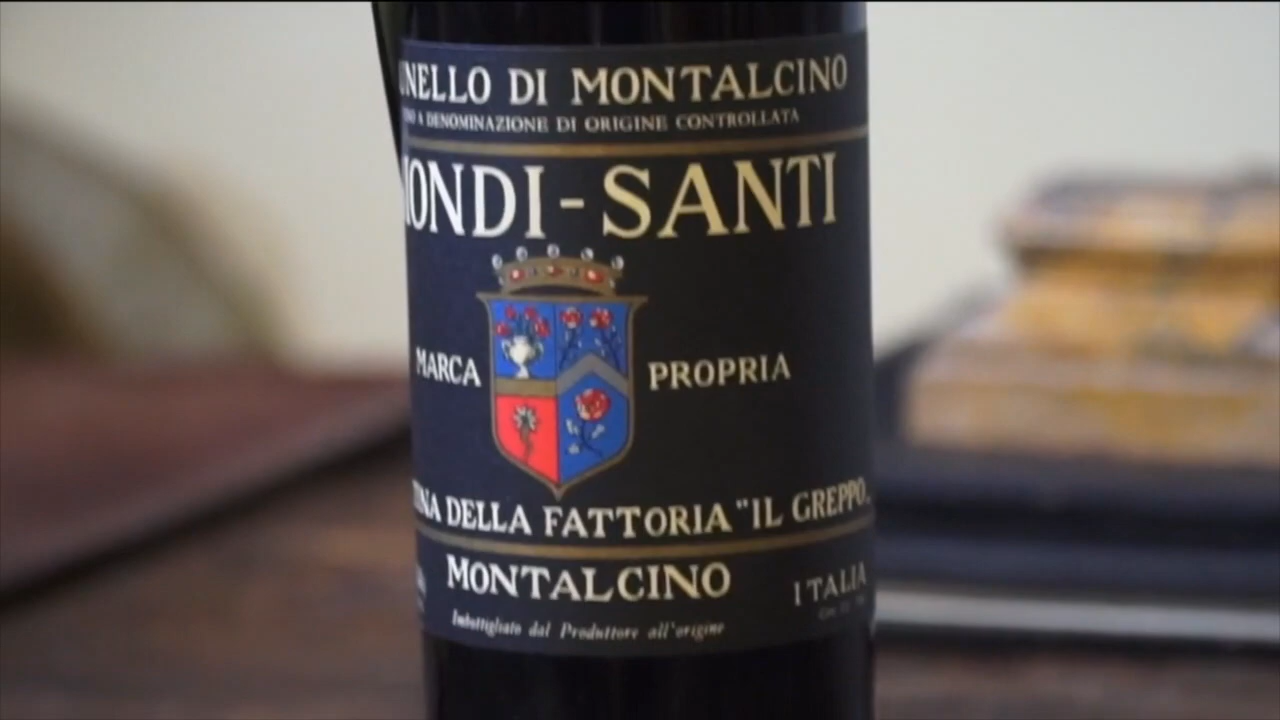 UNELLO DI MONTALCINO
A DENOMINAZIONE DI ORIGINE CONTROLLATA
IONDI-SANTI
MARCA PROPRIA
TINA DELLA FATTORIA "IL GREPPO„
MONTALCINO
ITALIA
Imbottigliato dal Produttore all'origine